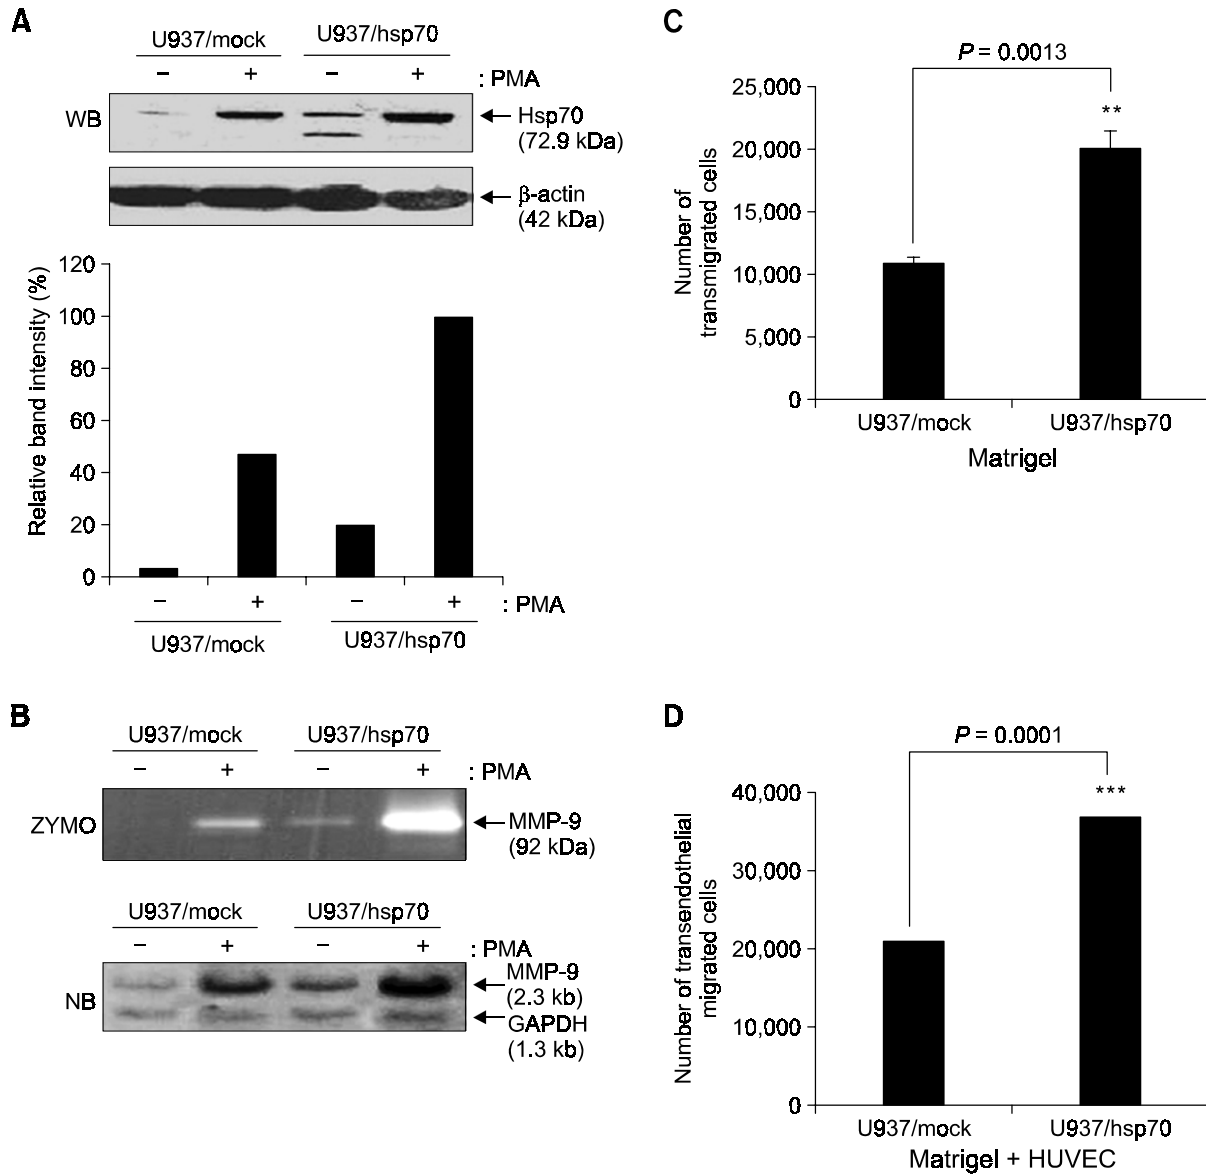 A
U937/mock U937/hsp70
− + − + : PMA
WB
Hsp70
(72.9 kDa)
β-actin
(42 kDa)
Relative band intensity (%)
120
100
80
60
40
20
0
− + − + : PMA
U937/mock U937/hsp70
B
U937/mock U937/hsp70
− + − + : PMA
ZYMO
MMP-9
(92 kDa)
U937/mock U937/hsp70
− + − + : PMA
NB
MMP-9
(2.3 kb)
GAPDH
(1.3 kb)
C
P = 0.0013
**
Number of
transmigrated cells
25,000
20,000
15,000
10,000
5,000
0
U937/mock U937/hsp70
Matrigel
D
P = 0.0001
***
Number of transendothelial
migrated cells
40,000
30,000
20,000
10,000
0
U937/mock U937/hsp70
Matrigel + HUVEC